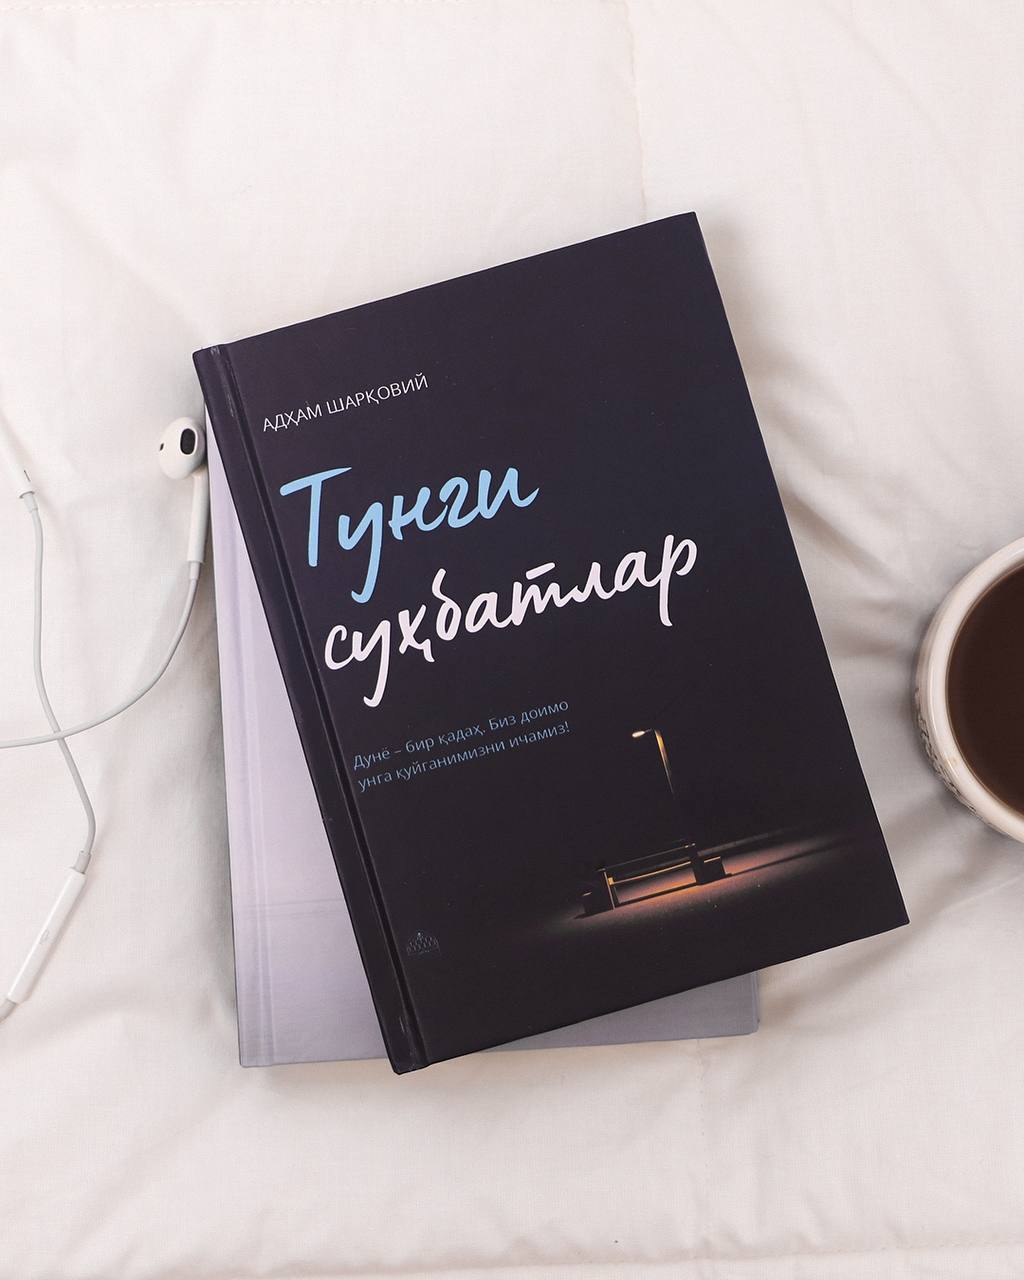 АДҲАМ ШАРҚОВИЙ
Тунги
суҳбатлар
Дунё – бир қадаҳ. Биз доимо
унга қуйганимизни ичамиз!